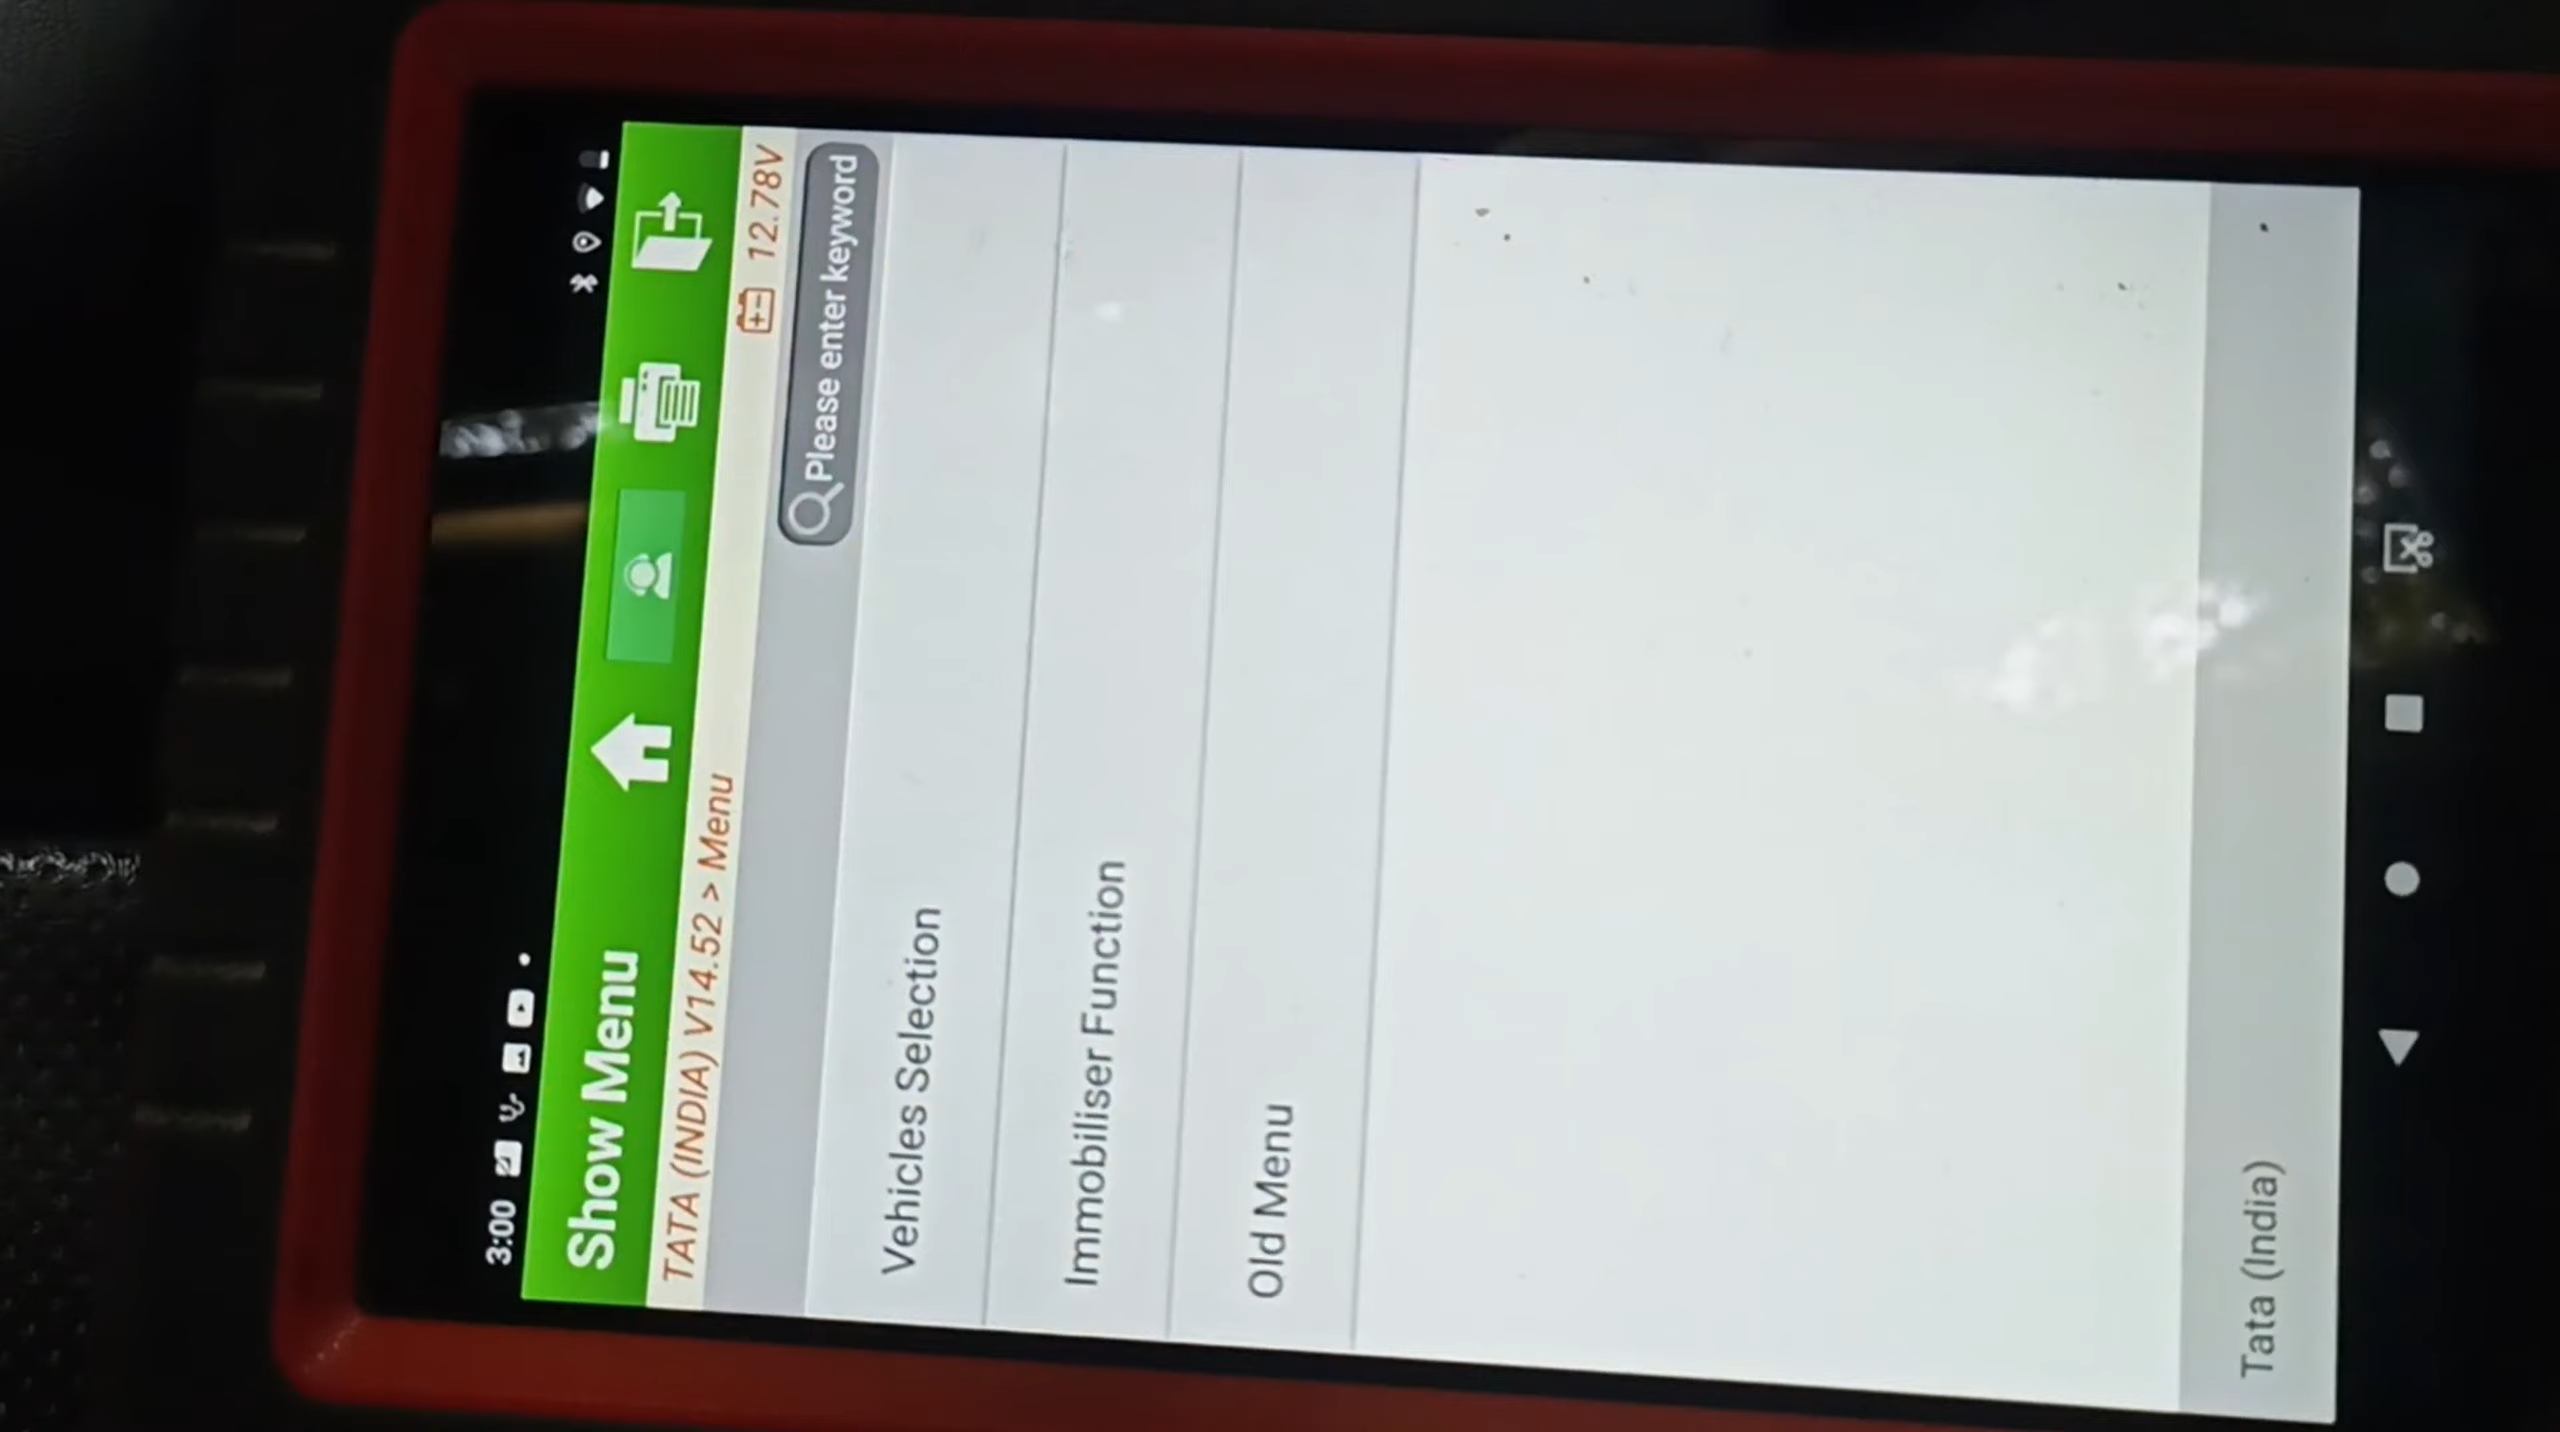 3:00
Show Menu
TATA (INDIA) V14.52 > Menu
12.78V
Please enter keyword
Vehicles Selection
Immobiliser Function
Old Menu
Tata (India)